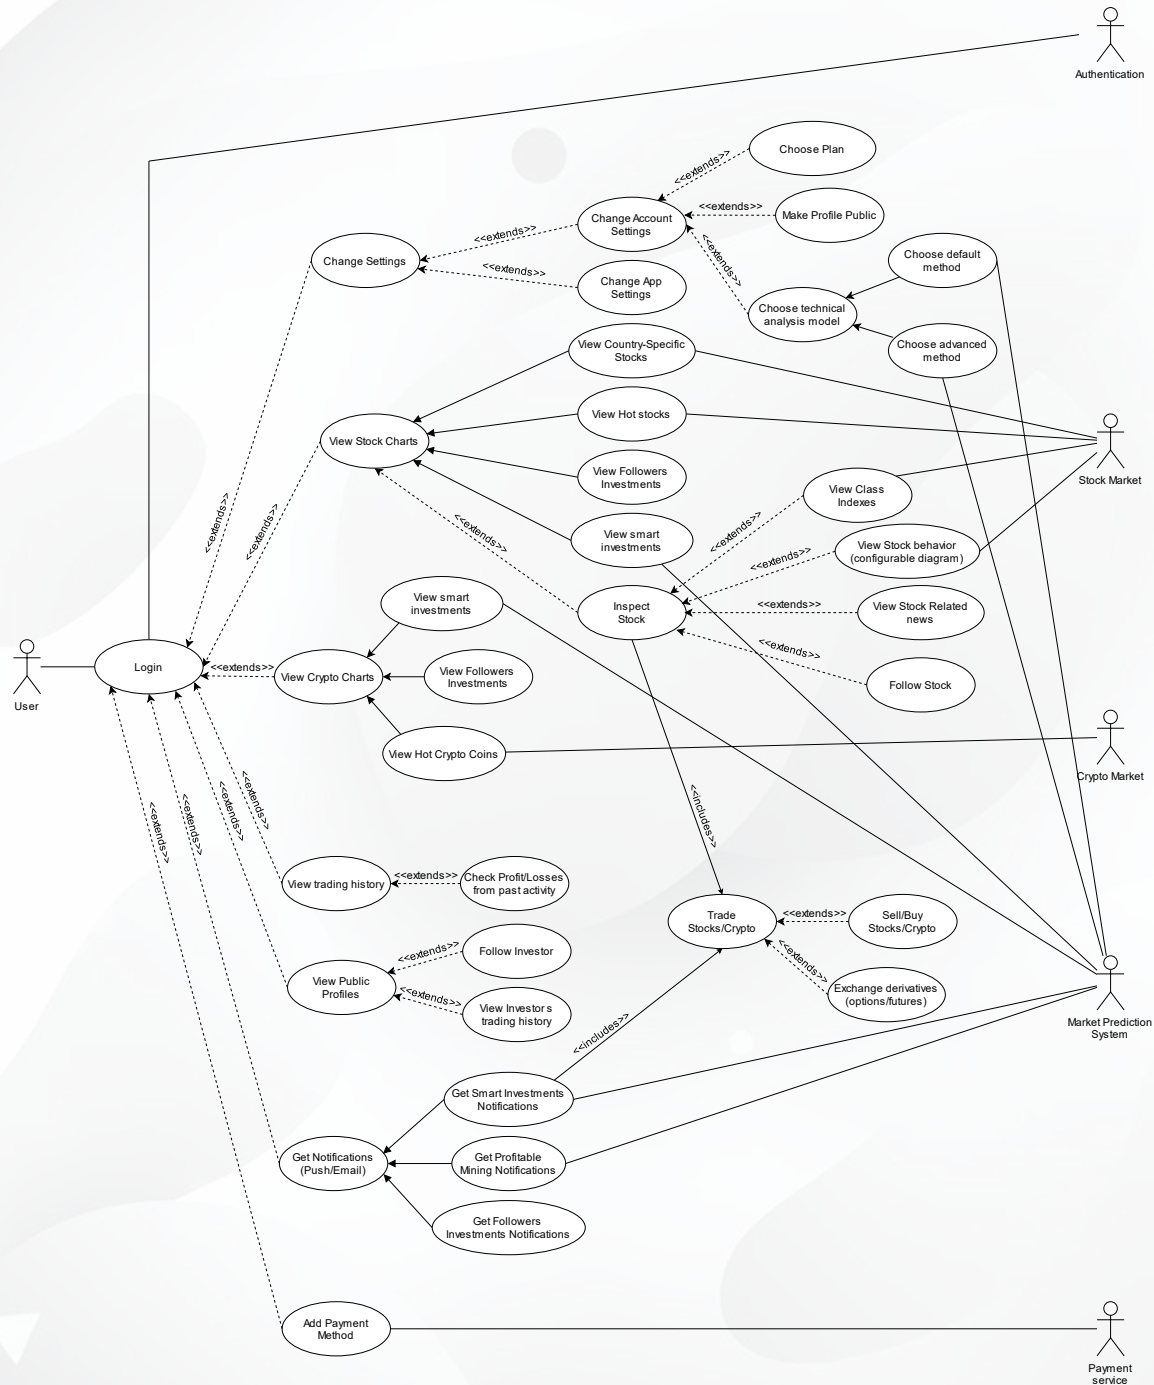 Authentication
Choose Plan
<<extends>>
<<extends>>
Make Profile Public
Change Account
Settings
<<extends>>
<<extends>>
Change Settings
Choose default
method
<<extends>>
Change App
Settings
Choose technical
analysis model
View Country-Specific
Stocks
Choose advanced
method
View Hot stocks
View Stock Charts
View Followers
Investments
Stock Market
View Class
Indexes
<<extends>>
<<extends>>
<<extends>>
<<extends>>
View smart
investments
View Stock behavior
(configurable diagram)
<<extends>>
View smart
investments
Inspect
Stock
<<extends>>
View Stock Related
news
<<extends>>
Login
<<extends>>
View Crypto Charts
View Followers
Investments
Follow Stock
User
View Hot Crypto Coins
Crypto Market
<<extends>>
<<extends>>
<<extends>>
<<extends>>
<<includes>>
View trading history
<<extends>>
Check Profit/Losses
from past activity
Trade
Stocks/Crypto
<<extends>>
Sell/Buy
Stocks/Crypto
<<extends>>
Follow Investor
<<extends>>
View Public
Profiles
<<extends>>
Exchange derivatives
(options/futures)
View Investor s
trading history
Market Prediction
System
<<includes>>
Get Smart Investments
Notifications
Get Notifications
(Push/Email)
Get Profitable
Mining Notifications
Get Followers
Investments Notifications
Add Payment
Method
Payment
service